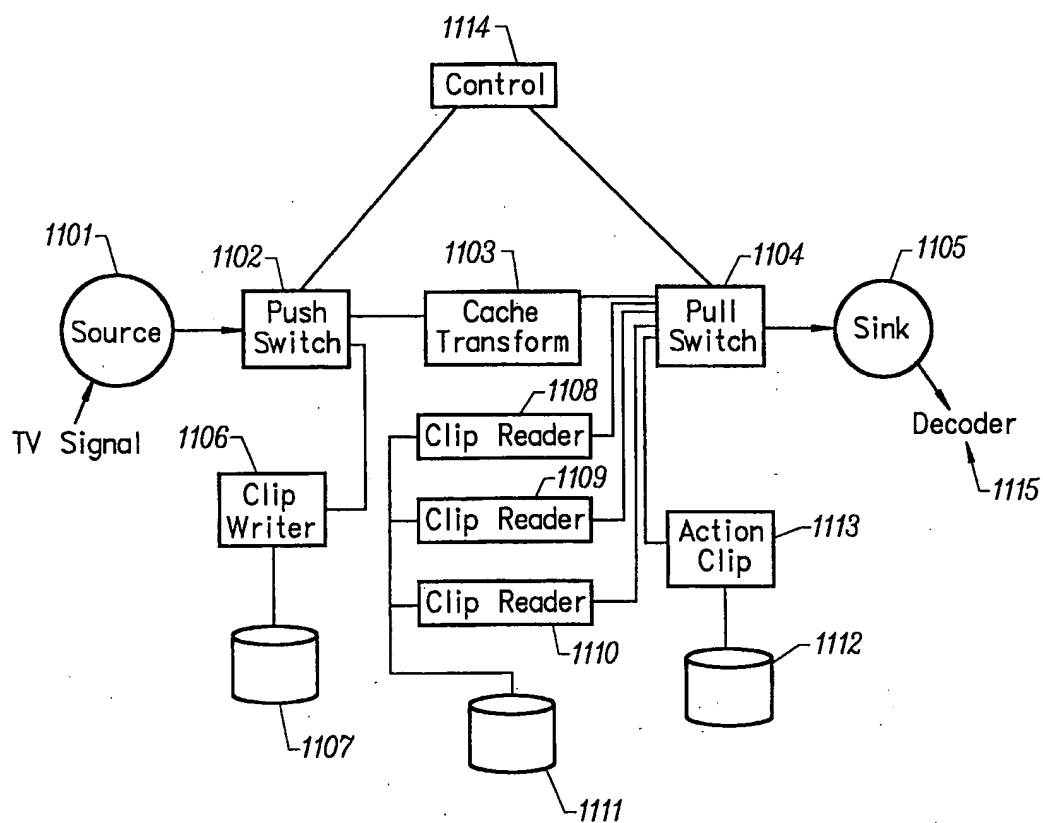 1114
Control
1101
1102
1103
1104
1105
Source
Push
Switch
Cache
Transform
Pull
Switch
Sink
TV Signal
1106
1108
Clip Reader
Decoder
1115
Clip
Writer
1109
Clip Reader
Action
Clip
1113
Clip Reader
1110
1112
1107
1111